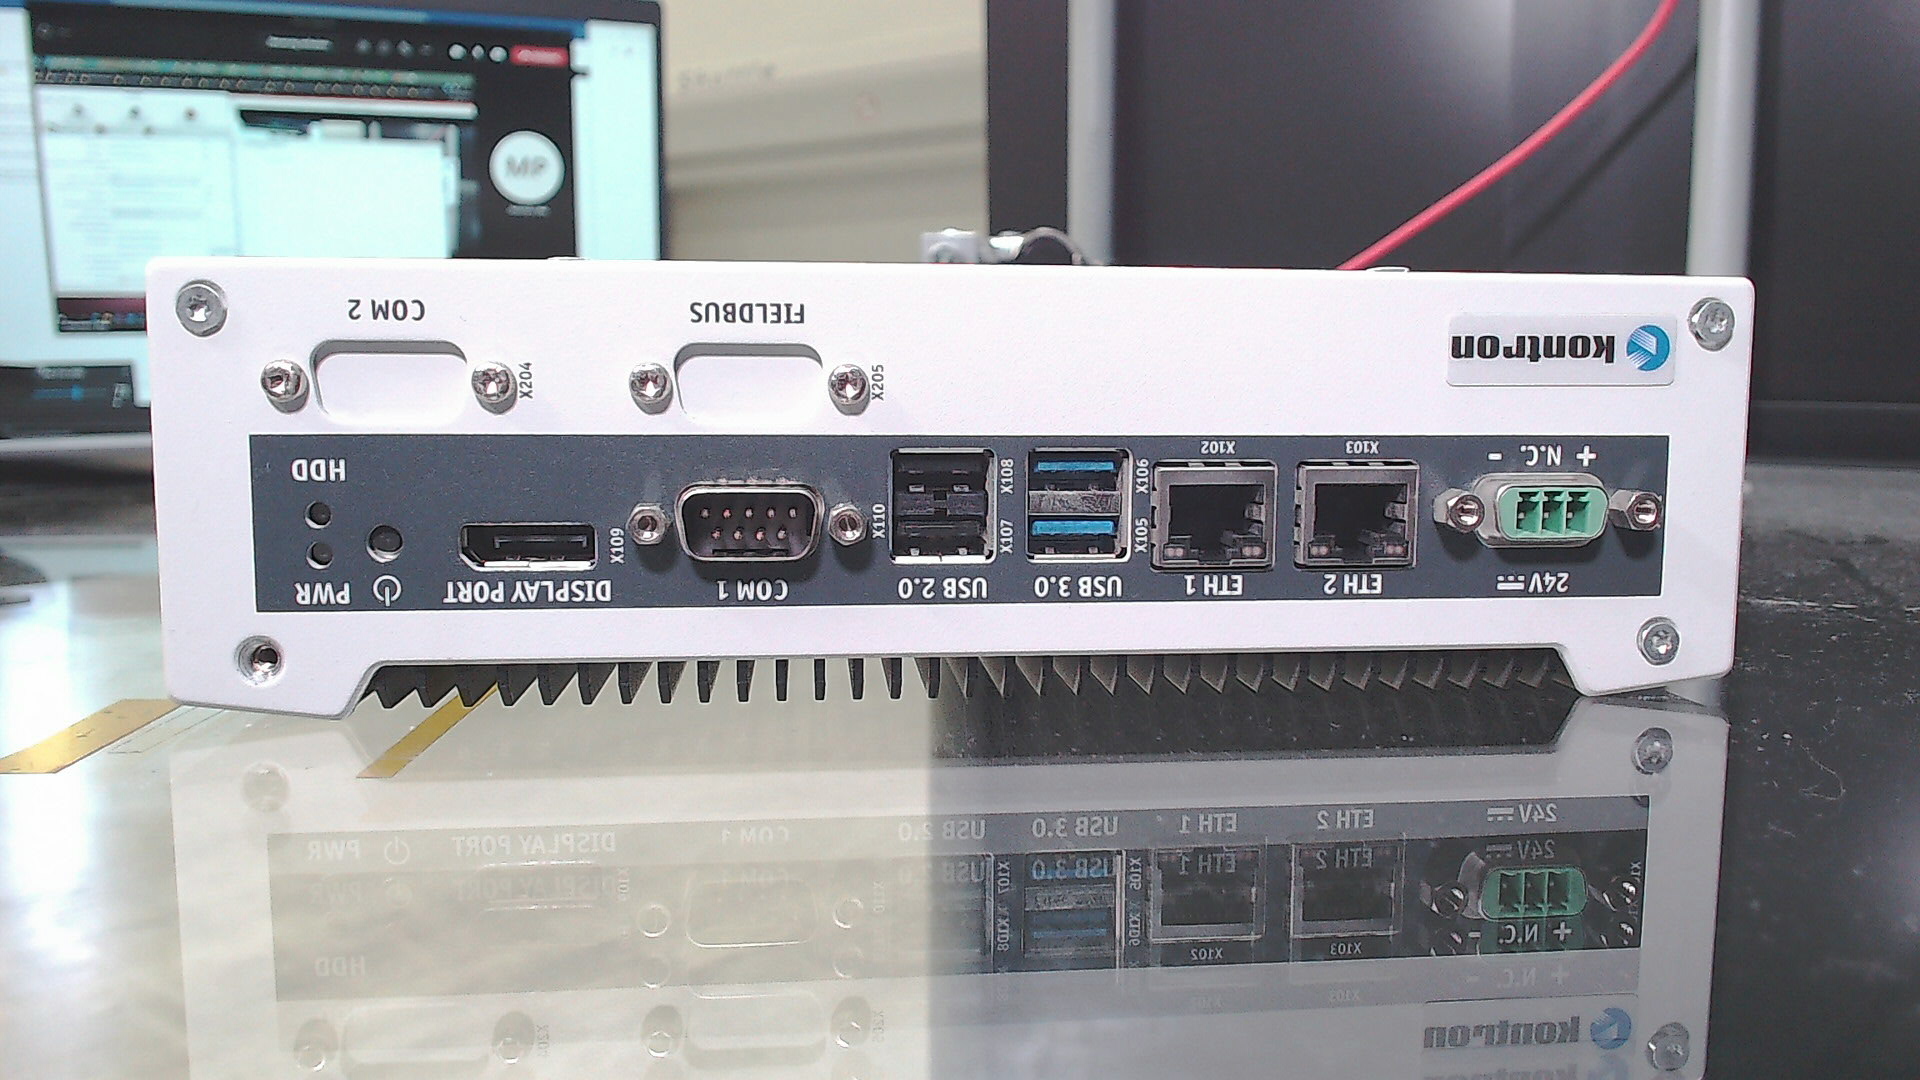 kontron
FIELDBUS
COM 2
X205
X204
+ N.C. -
X103
X102
X106
X108
X105
X107
X110
X109
HDD
24V
ETH 2
ETH 1
USB 3.0
USB 2.0
COM 1
DISPLAY PORT
PWR
MP